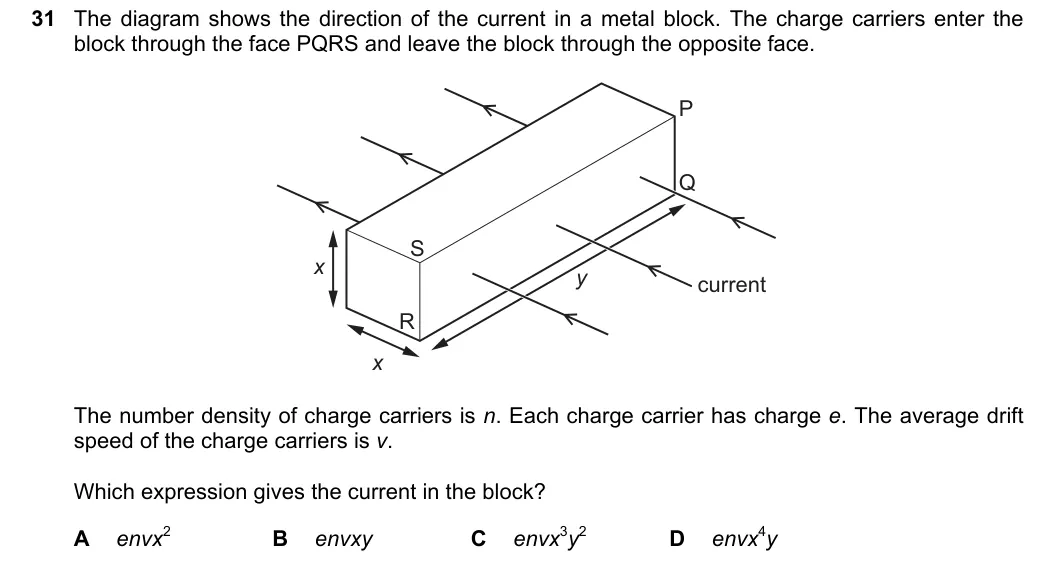 31 The diagram shows the direction of the current in a metal block. The charge carriers enter the
block through the face PQRS and leave the block through the opposite face.
P
Q
S
x
y
current
R
x
The number density of charge carriers is n. Each charge carrier has charge e. The average drift
speed of the charge carriers is v.
Which expression gives the current in the block?
A envx² B envxy C envx³y² D envx⁴y